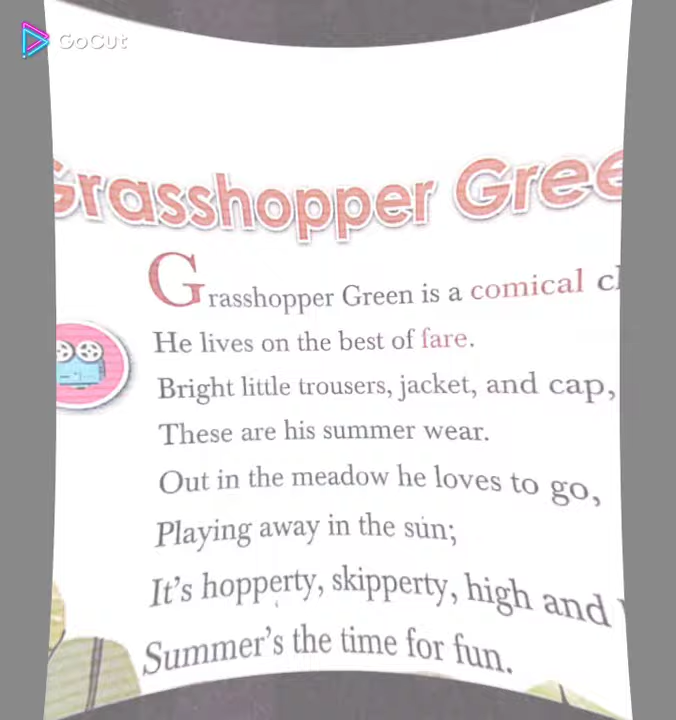 GoCut
Grasshopper Gree
Grasshopper Green is a comical c
He lives on the best of fare.
Bright little trousers, jacket, and cap,
These are his summer wear.
Out in the meadow he loves to go,
Playing away in the sun;
It's hopperty, skipperty, high and
Summer's the time for fun.